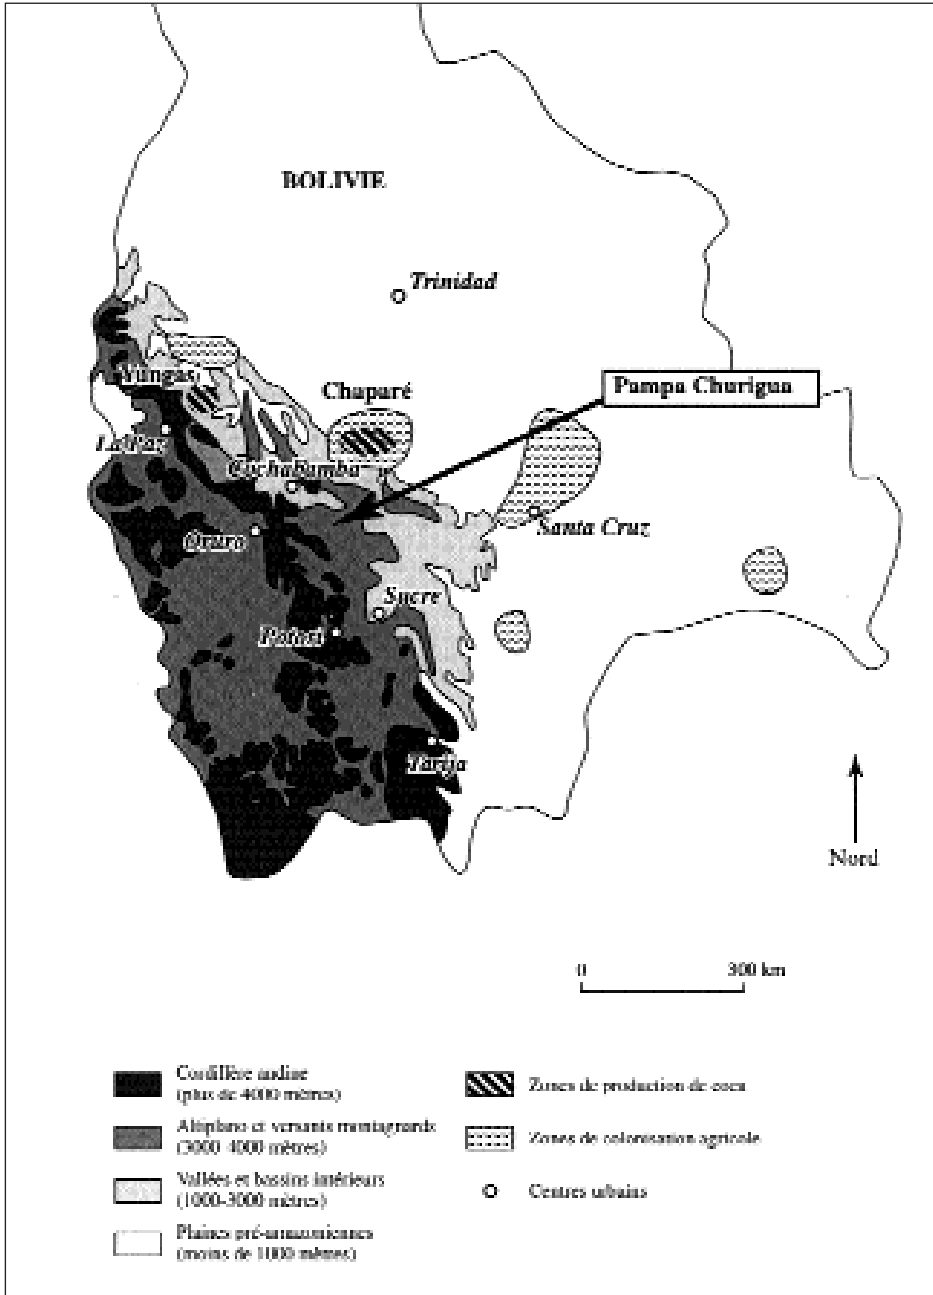 BOLIVIE
Trinidad
Yungas
Chaparé
Pampa Churigua
La Paz
Cochabamba
Oruro
Santa Cruz
Sucre
Potosi
Tarija
Nord
0 300 km
Cordillère andine
(plus de 4000 mètres)
Zones de production de coca
Altiplano et versants montagnards
(3000-4000 mètres)
Zones de colonisation agricole
Vallées et bassins intérieurs
(1000-3000 mètres)
Centres urbains
Plaines pré-amazoniennes
(moins de 1000 mètres)